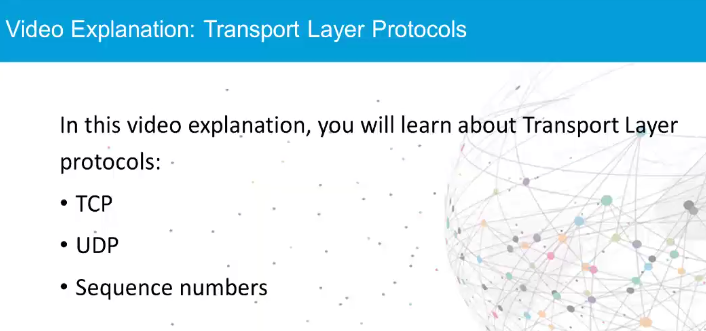 Video Explanation: Transport Layer Protocols
In this video explanation, you will learn about Transport Layer
protocols:
• TCP
• UDP
• Sequence numbers